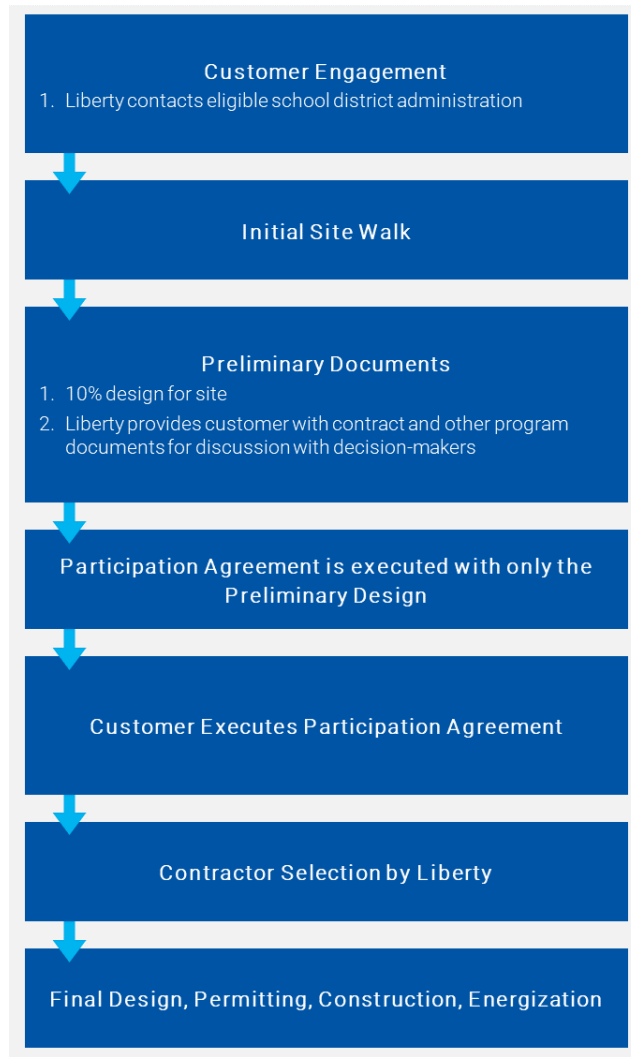 Customer Engagement
1. Liberty contacts eligible school district administration
Initial Site Walk
Preliminary Documents
1. 10% design for site
2. Liberty provides customer with contract and other program
documents for discussion with decision-makers
Participation Agreement is executed with only the
Preliminary Design
Customer Executes Participation Agreement
Contractor Selection by Liberty
Final Design, Permitting, Construction, Energization